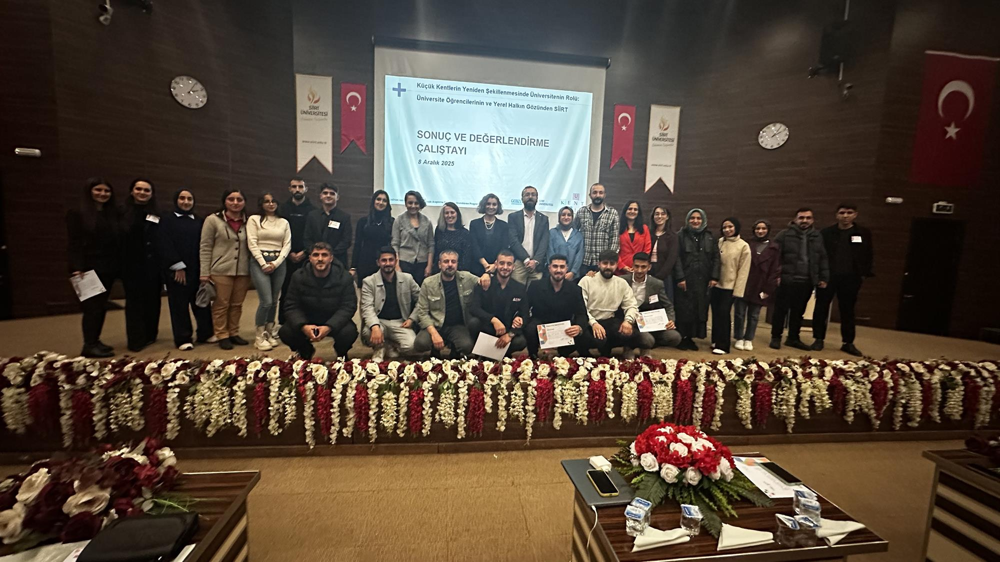 Küçük Kentlerin Yeniden Şekillenmesinde Üniversitenin Rolü:
Üniversite Öğrencilerinin ve Yerel Halkın Gözünden SİİRT
SONUÇ VE DEĞERLENDİRME
ÇALIŞTAYI
8 Aralık 2025
SİİRT
ÜNİVERSİTESİ
www.siirt.edu.tr
SİİRT
ÜNİVERSİTESİ
www.siirt.edu.tr
U
KENT